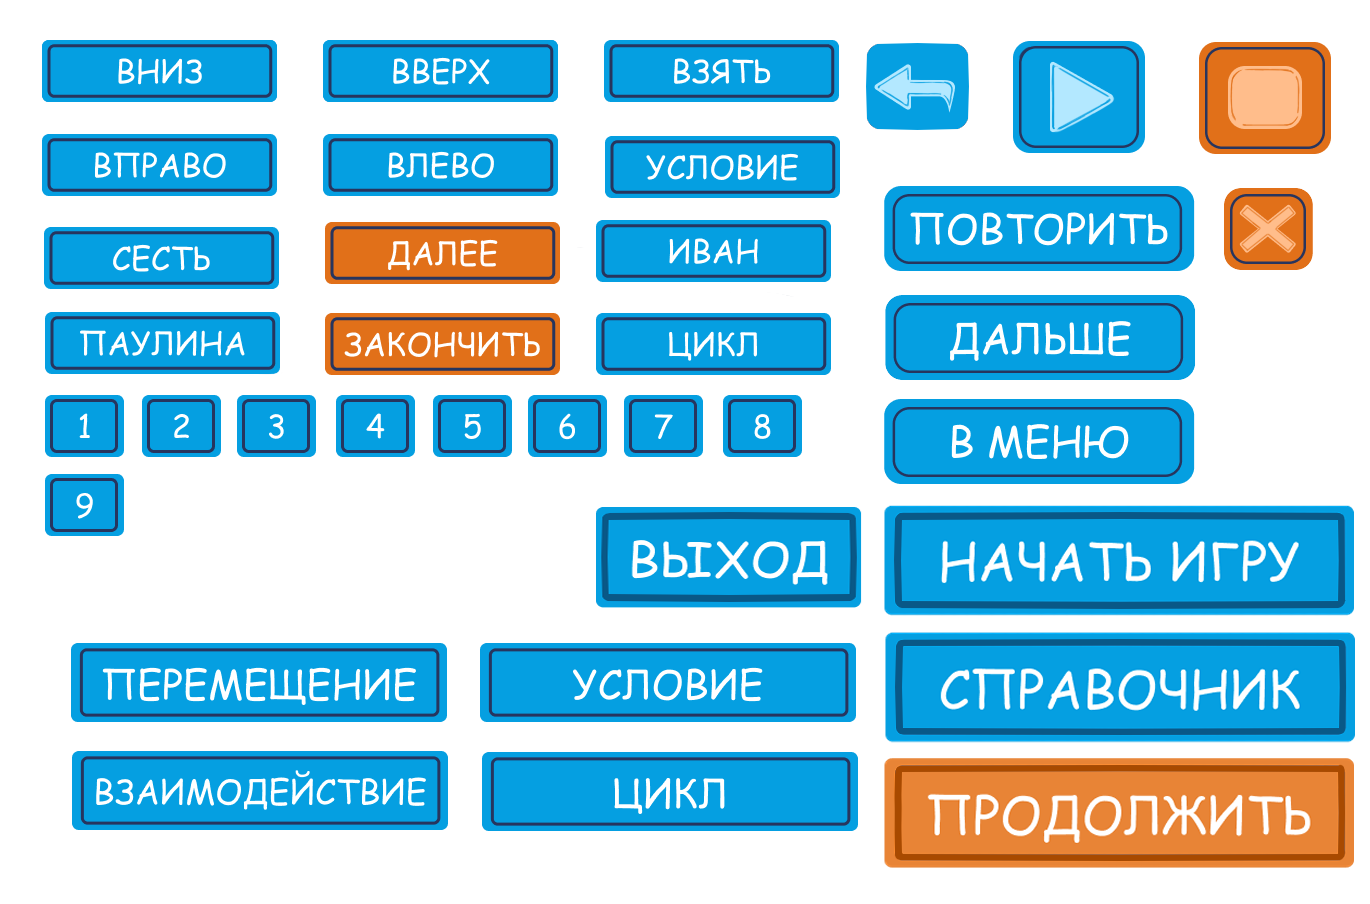 ВНИЗ
ВВЕРХ
ВЗЯТЬ
ВПРАВО
ВЛЕВО
УСЛОВИЕ
ПОВТОРИТЬ
СЕСТЬ
ДАЛЕЕ
ИВАН
ПАУЛИНА
ЗАКОНЧИТЬ
ЦИКЛ
ДАЛЬШЕ
1
2
3
4
5
6
7
8
В МЕНЮ
9
ВЫХОД
НАЧАТЬ ИГРУ
ПЕРЕМЕЩЕНИЕ
УСЛОВИЕ
СПРАВОЧНИК
ВЗАИМОДЕЙСТВИЕ
ЦИКЛ
ПРОДОЛЖИТЬ